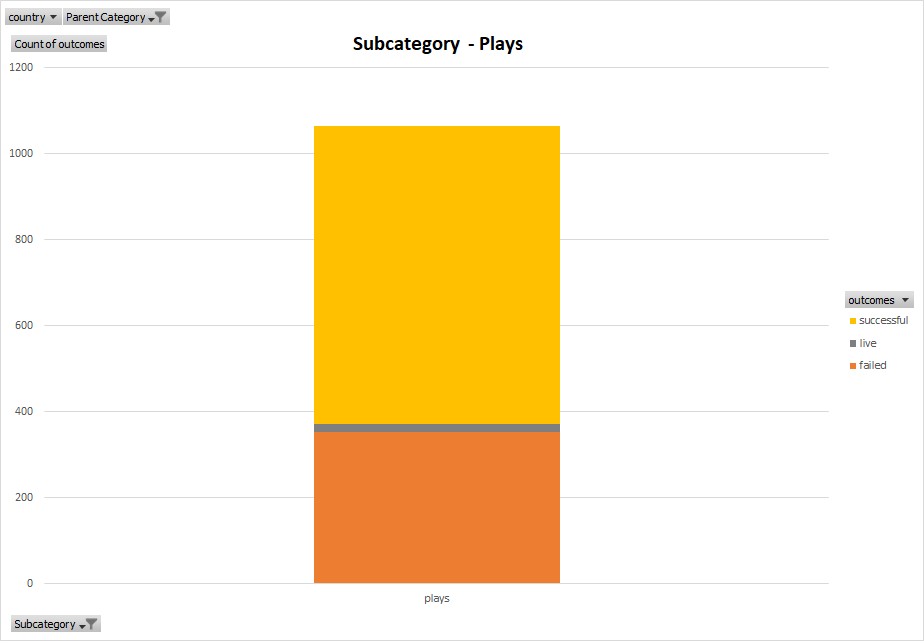 country Parent Category
Count of outcomes
Subcategory - Plays
1200
1000
800
600
400
200
0
plays
outcomes
successful
live
failed
Subcategory